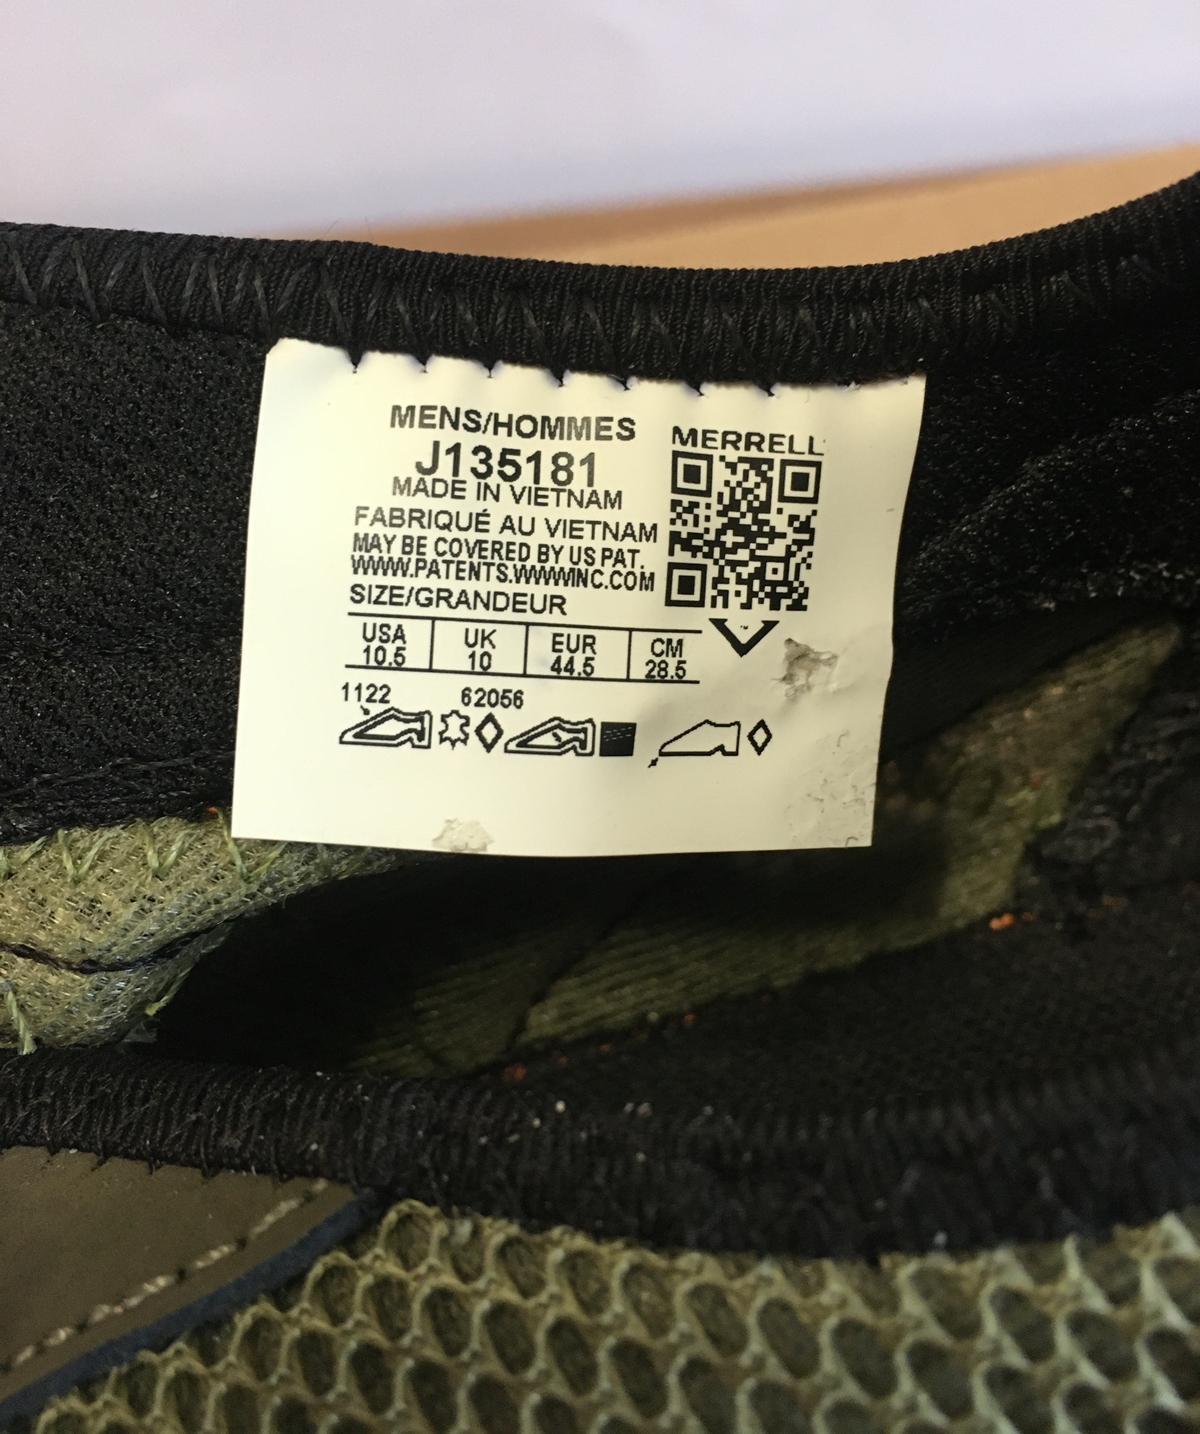 MENS/HOMMES
J135181
MADE IN VIETNAM
FABRIQUÉ AU VIETNAM
MAY BE COVERED BY US PAT.
WWW.PATENTS.WWWINC.COM
SIZE/GRANDEUR
USA UK EUR CM
10.5 10 44.5 28.5
1122 62056
MERRELL
™